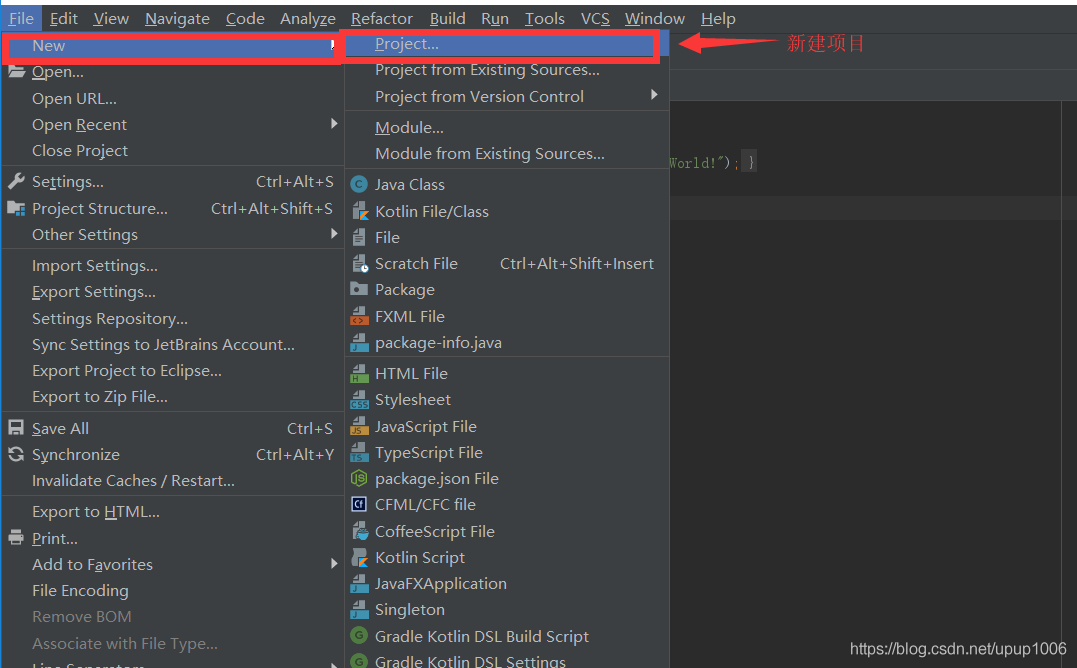 File Edit View Navigate Code Analyze Refactor Build Run Tools VCS Window Help
New
Open...
Open URL...
Open Recent
Close Project
Settings... Ctrl+Alt+S
Project Structure... Ctrl+Alt+Shift+S
Other Settings
Import Settings...
Export Settings...
Settings Repository...
Sync Settings to JetBrains Account...
Export Project to Eclipse...
Export to Zip File...
Save All Ctrl+S
Synchronize Ctrl+Alt+Y
Invalidate Caches / Restart...
Export to HTML...
Print...
Add to Favorites
File Encoding
Remove BOM
Associate with File Type...
Line Separators
Project...
Project from Existing Sources...
Project from Version Control
Module...
Module from Existing Sources...
Java Class
Kotlin File/Class
File
Scratch File Ctrl+Alt+Shift+Insert
Package
FXML File
package-info.java
HTML File
Stylesheet
JavaScript File
TypeScript File
package.json File
CFML/CFC file
CoffeeScript File
Kotlin Script
JavaFXApplication
Singleton
Gradle Kotlin DSL Build Script
Gradle Kotlin DSL Settings
新建项目
World!"); }
https://blog.csdn.net/upup1006